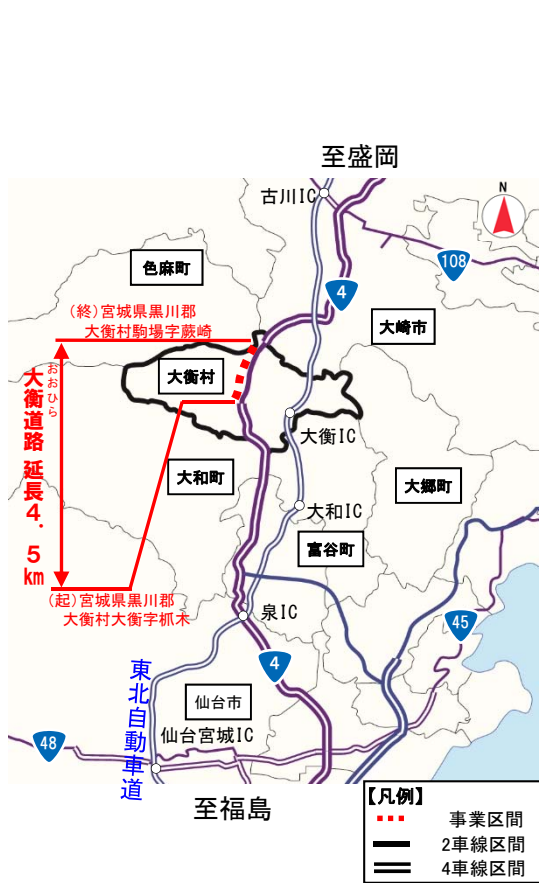 至盛岡
古川IC
N
色麻町
108
4
(終)宮城県黒川郡
大衡村駒場字蕨崎
大崎市
大衡村
おおひら
大衡道路 延長4.5km
大衡IC
大和町
大郷町
大和IC
富谷町
(起)宮城県黒川郡
大衡村大衡字枛木
泉IC
45
4
東北自動車道
仙台市
48
仙台宮城IC
至福島
【凡例】
事業区間
2車線区間
4車線区間